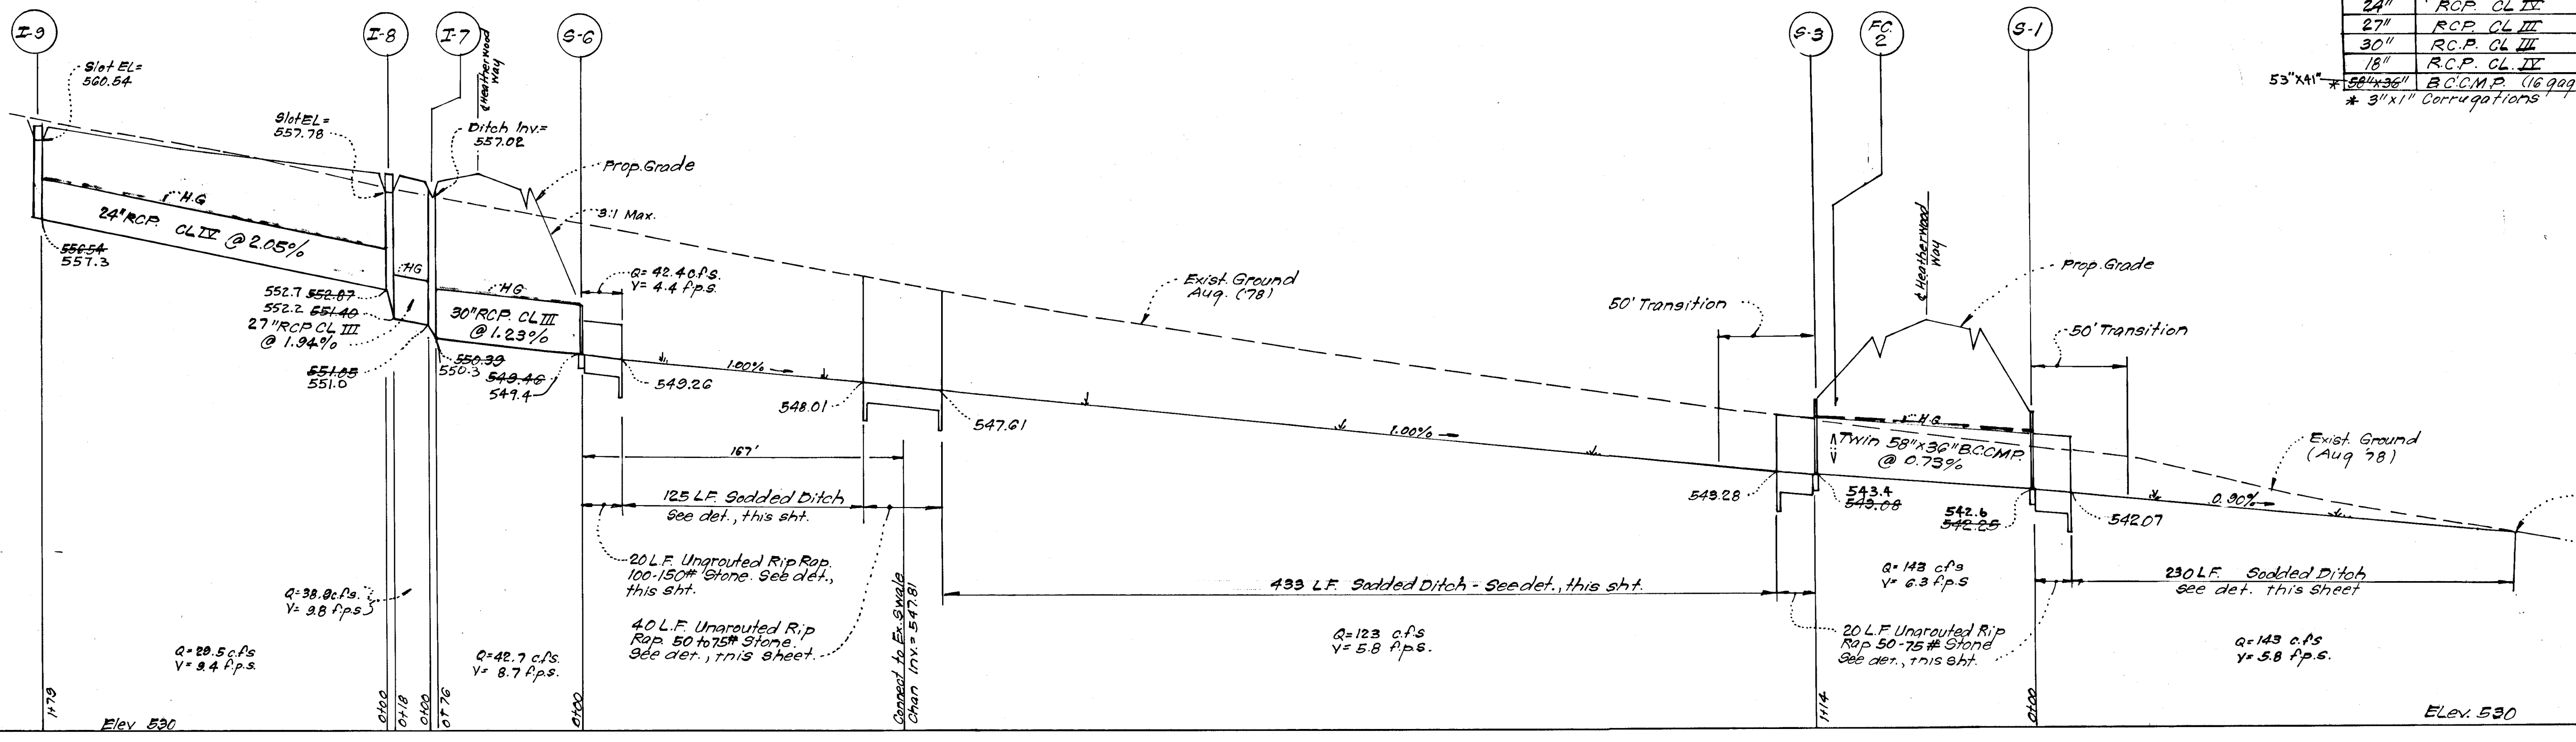 I-9
I-8
I-7
S-6
S-3
F.C.
2
S-1
24" RCP. CL IV
27" RCP. CL III
30" R.C.P. CL III
18" R.C.P. CL. IV
53"x41" * 58"x36" B.C.C.M.P. (16 gag
* 3"x1" Corrugations
Slot EL=
560.54
Slot EL=
557.78
¢ Heatherwood
Way
Ditch Inv.=
557.02
Prop. Grade
3:1 Max.
H.G
24" RCP. CL IV @ 2.05%
557.3
HG
552.7 552.07
552.2 551.40
27" RCP CL III
@ 1.94%
551.05
551.0
H.G
30" RCP. CL III
@ 1.23%
550.39
550.3
549.46
549.4
Q= 42.4 c.f.s.
V= 4.4 f.p.s.
549.26
1.00%
548.01
547.61
Exist. Ground
Aug. ('78)
1.00%
50' Transition
¢ Heatherwood
Way
Prop. Grade
50' Transition
H.G
Twin 58"x36" B.C.CMP.
@ 0.73%
543.28
543.4
543.08
542.6
542.25
542.07
0.90%
Exist. Ground
(Aug '78)
167'
125 L.F. Sodded Ditch
See det., this sht.
20 L.F. Ungrouted Rip Rap.
100-150# Stone. See det.,
this sht.
40 L.F. Ungrouted Rip
Rap. 50 to 75# Stone.
See det., this sheet.
Connect to Ex. Swale
Chan Inv. = 547.81
433 L.F. Sodded Ditch - See det., this sht.
Q= 123 c.f.s
V= 5.8 f.p.s.
Q= 143 cfs
V= 6.3 f.p.s
20 L.F. Ungrouted Rip
Rap 50-75 # Stone
See det., this sht.
230 L.F. Sodded Ditch
See det. this sheet
Q= 143 c.f.s
V= 5.8 f.p.s.
V= 9.8 f.p.s.
V= 9.4 f.p.s.
Q= 42.7 c.f.s.
V= 8.7 f.p.s.
1+79
0+00
0+18
0+00
0+76
0+00
1+14
0+00
Elev 530
ELev. 530